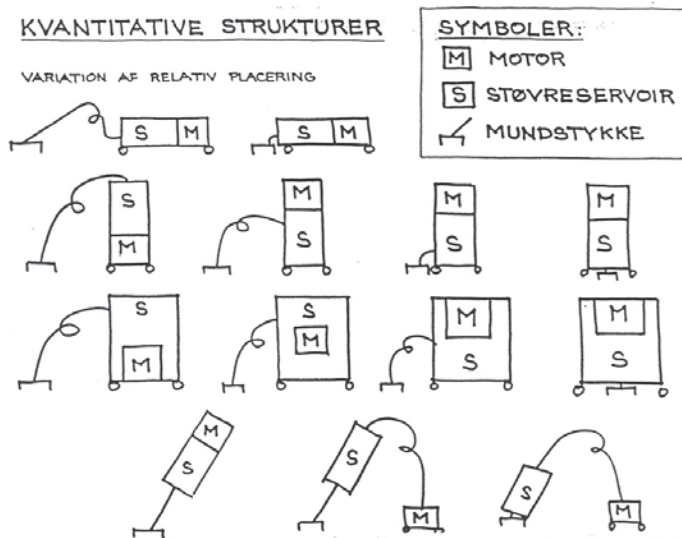 KVANTITATIVE STRUKTURER
VARIATION AF RELATIV PLACERING
SYMBOLER:
M MOTOR
S STØVRESERVOIR
MUNDSTYKKE
S M
S M
S
M
M
S
M
S
M
S
S
M
S
M
M
S
M
S
M
S
S
M
S
M